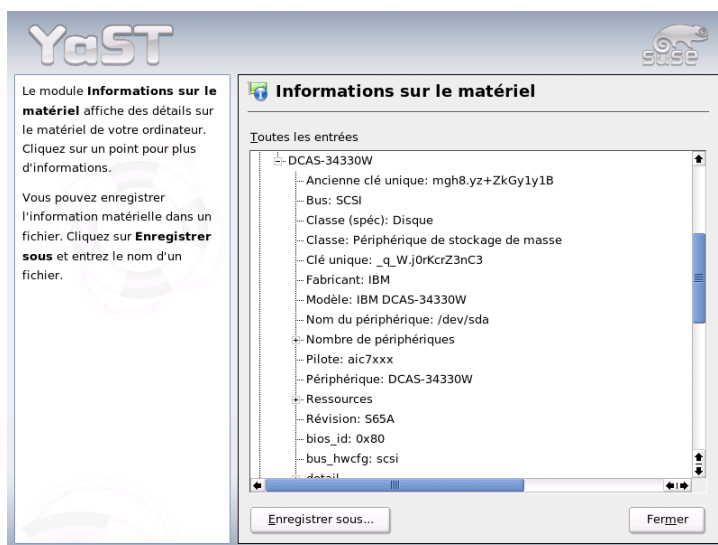 YaST
SUSE
Le module Informations sur le
matériel affiche des détails sur
le matériel de votre ordinateur.
Cliquez sur un point pour plus
d'informations.
Vous pouvez enregistrer
l'information matérielle dans un
fichier. Cliquez sur Enregistrer
sous et entrez le nom d'un
fichier.
Informations sur le matériel
Toutes les entrées
DCAS-34330W
Ancienne clé unique: mgh8.yz+ZkGy1y1B
Bus: SCSI
Classe (spéc): Disque
Classe: Périphérique de stockage de masse
Clé unique: _q_W.j0rKcrZ3nC3
Fabricant: IBM
Modèle: IBM DCAS-34330W
Nom du périphérique: /dev/sda
Nombre de périphériques
Pilote: aic7xxx
Périphérique: DCAS-34330W
Ressources
Révision: S65A
bios_id: 0x80
bus_hwcfg: scsi
detail
Enregistrer sous...
Fermer